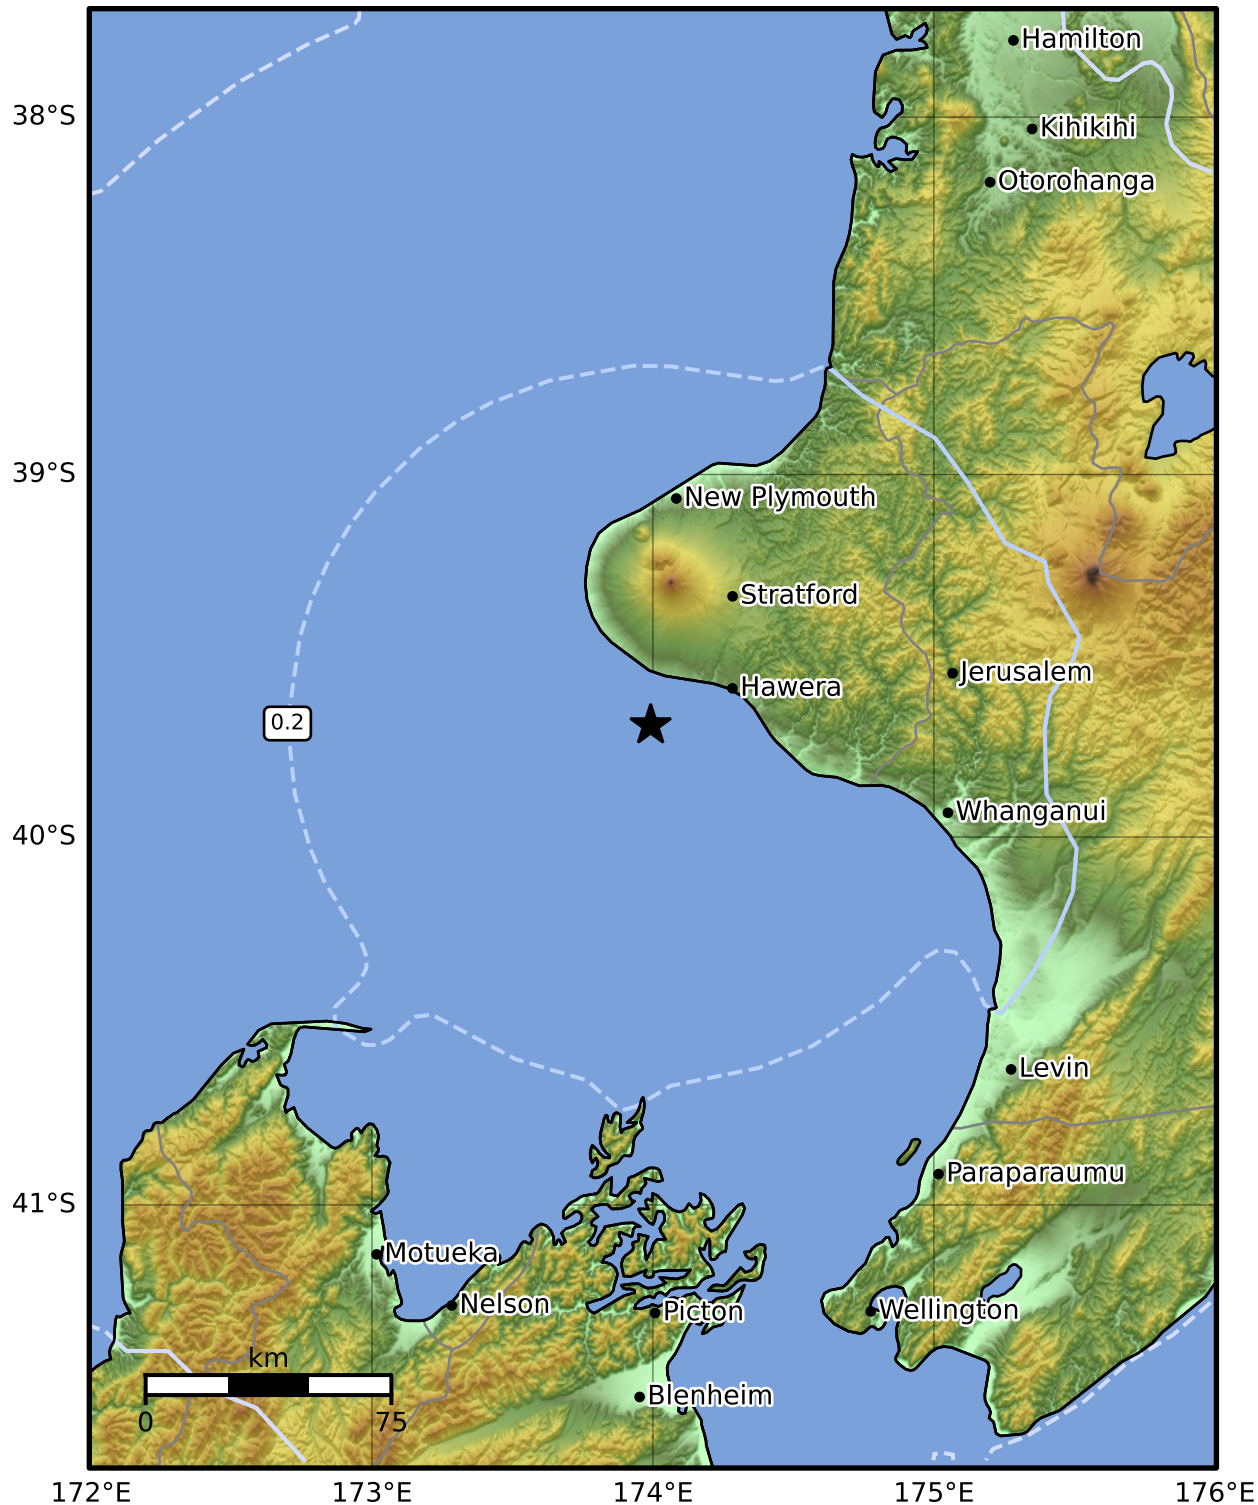 Hamilton
38°S
Kihikihi
Otorohanga
39°S
New Plymouth
Stratford
Jerusalem
Hawera
0.2
Whanganui
40°S
Levin
Paraparaumu
41°S
Motueka
Nelson
Picton
Wellington
km
Blenheim
0 75
172°E 173°E 174°E 175°E 176°E